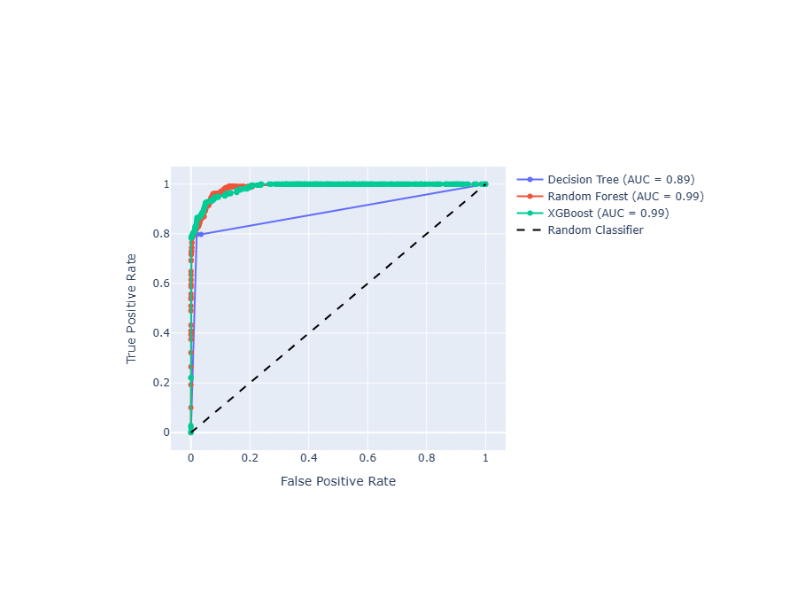 Decision Tree (AUC = 0.89)
Random Forest (AUC = 0.99)
XGBoost (AUC = 0.99)
Random Classifier
1
0.8
0.6
0.4
0.2
0
True Positive Rate
0
0.2
0.4
0.6
0.8
1
False Positive Rate